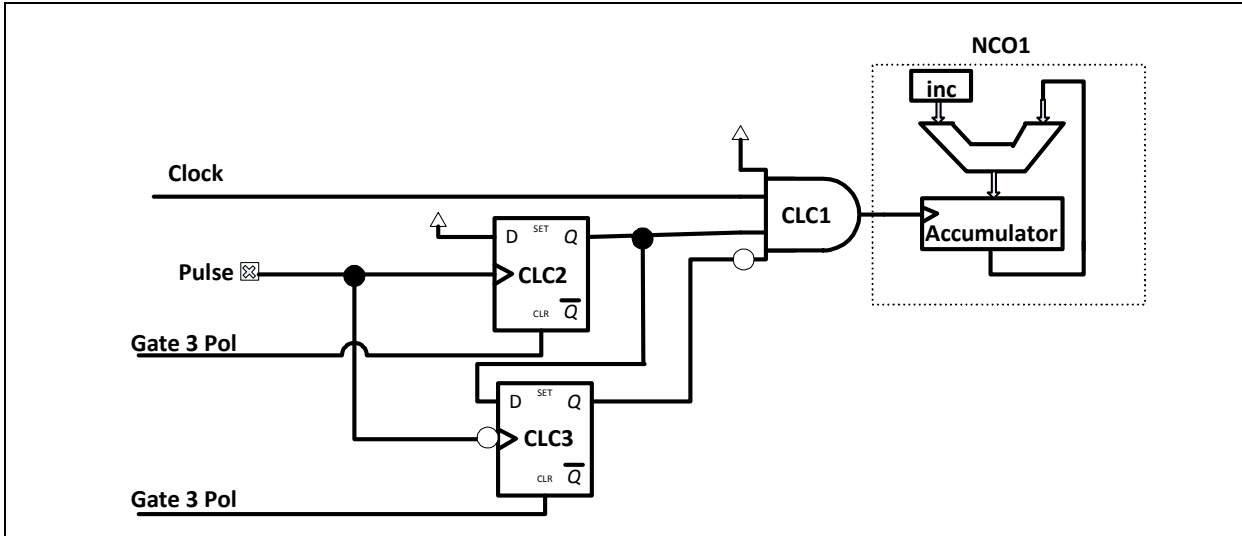 NCO1
inc
Clock
CLC1
Accumulator
D SET Q
Pulse
CLC2
CLR Q
Gate 3 Pol
D SET Q
CLC3
CLR Q
Gate 3 Pol